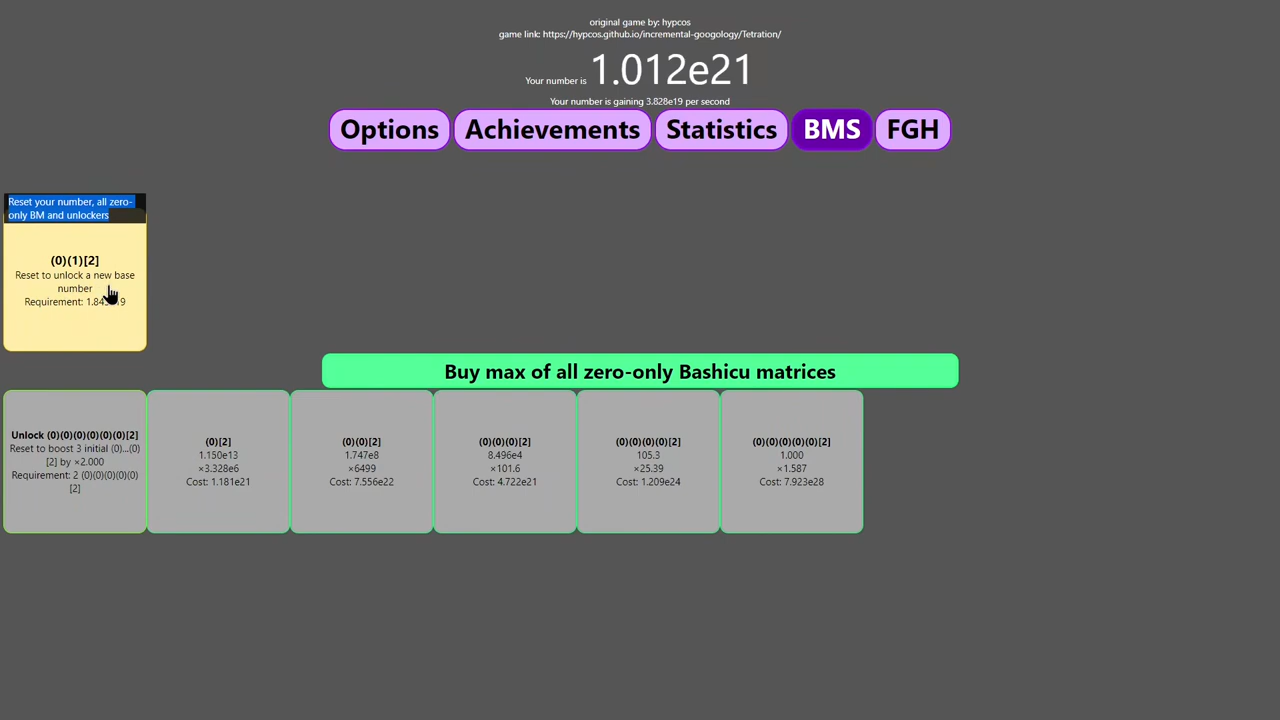 original game by: hypcos
game link: https://hypcos.github.io/incremental-googology/Tetration/
Your number is 1.012e21
Your number is gaining 3.828e19 per second
Options Achievements Statistics BMS FGH
Reset your number, all zero-
only BM and unlockers
(0)(1)[2]
Reset to unlock a new base
number
Requirement:
Buy max of all zero-only Bashicu matrices
Unlock (0)(0)(0)(0)(0)(0)[2]
Reset to boost 3 initial (0)...(0)
[2] by ×2.000
Requirement: 2 (0)(0)(0)(0)(0)
[2]
(0)[2]
1.150e13
×3.328e6
Cost: 1.181e21
(0)(0)[2]
1.747e8
×6499
Cost: 7.556e22
(0)(0)(0)[2]
8.496e4
×101.6
Cost: 4.722e21
(0)(0)(0)(0)[2]
105.3
×25.39
Cost: 1.209e24
(0)(0)(0)(0)(0)[2]
1.000
×1.587
Cost: 7.923e28